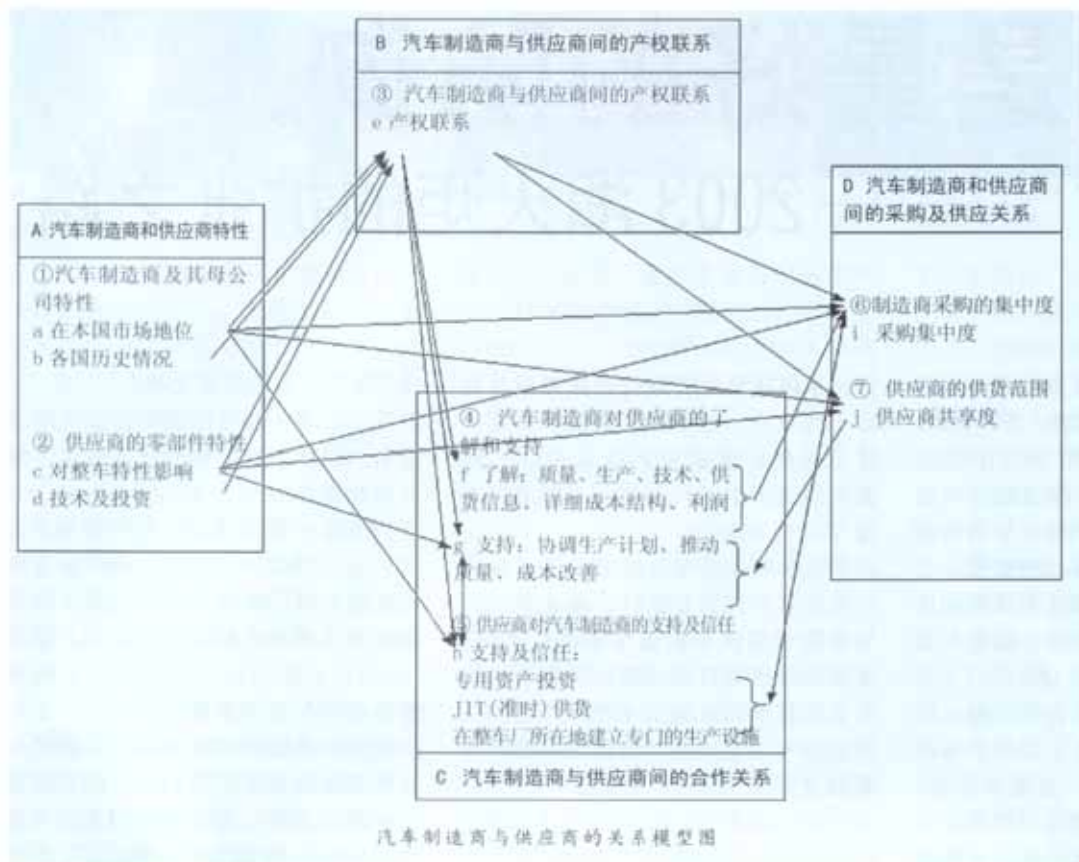 B 汽车制造商与供应商间的产权联系
③ 汽车制造商与供应商间的产权联系
e 产权联系
A 汽车制造商和供应商特性
①汽车制造商及其母公
司特性
a 在本国市场地位
b 各国历史情况
② 供应商的零部件特性
c 对整车特性影响
d 技术及投资
④ 汽车制造商对供应商的了
解和支持
f 了解：质量、生产、技术、供
货信息、详细成本结构、利润
g 支持：协调生产计划、推动
质量、成本改善
⑤供应商对汽车制造商的支持及信任
h 支持及信任：
专用资产投资
JIT(准时)供货
在整车厂所在地建立专门的生产设施
C 汽车制造商与供应商间的合作关系
D 汽车制造商和供应商
间的采购及供应关系
⑥制造商采购的集中度
i 采购集中度
⑦ 供应商的供货范围
j 供应商共享度
汽车制造商与供应商的关系模型图